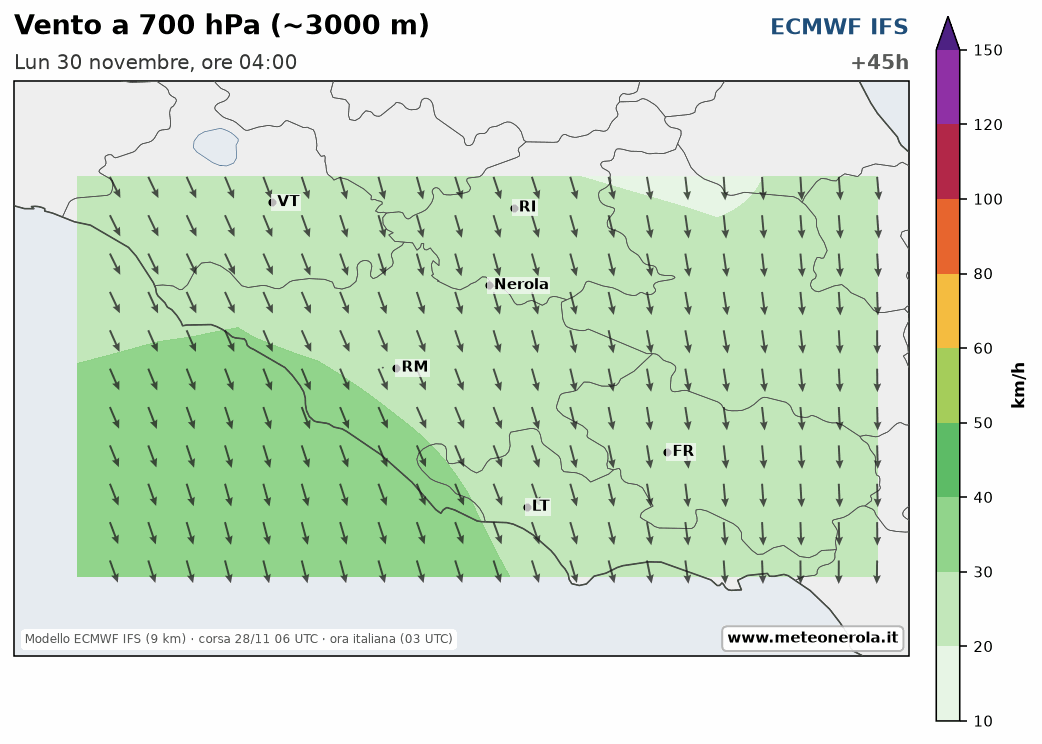 Vento a 700 hPa (~3000 m)
ECMWF IFS
Lun 30 novembre, ore 04:00
+45h
VT
RI
Nerola
RM
FR
LT
150
120
100
80
60
50
40
30
20
10
km/h
Modello ECMWF IFS (9 km) · corsa 28/11 06 UTC · ora italiana (03 UTC)
www.meteonerola.it